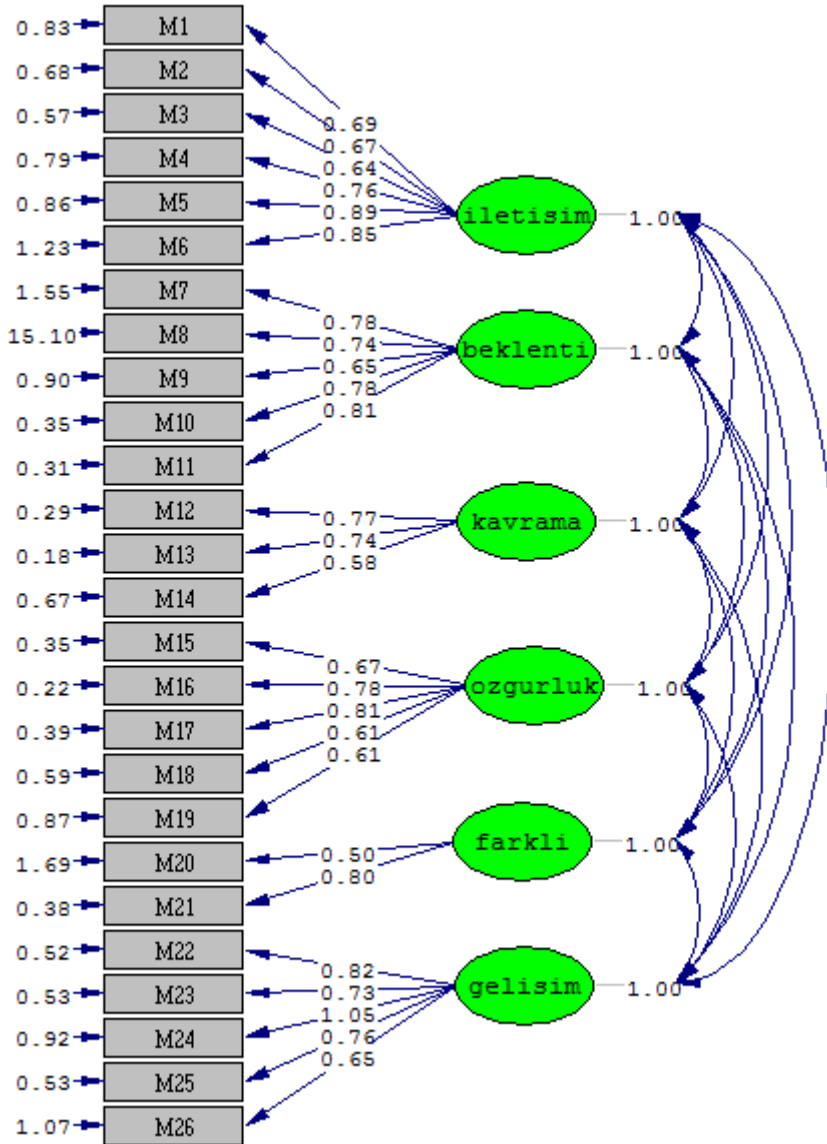 0.83 M1
0.68 M2
0.57 M3
0.79 M4
0.86 M5
1.23 M6
1.55 M7
15.10 M8
0.90 M9
0.35 M10
0.31 M11
0.29 M12
0.18 M13
0.67 M14
0.35 M15
0.22 M16
0.39 M17
0.59 M18
0.87 M19
1.69 M20
0.38 M21
0.52 M22
0.53 M23
0.92 M24
0.53 M25
1.07 M26
0.69
0.67
0.64
0.76
0.89
0.85
iletisim 1.00
0.78
0.74
0.65
0.78
0.81
beklenti 1.00
0.77
0.74
0.58
kavrama 1.00
0.67
0.78
0.81
0.61
0.61
ozgurluk 1.00
0.50
0.80
farkli 1.00
0.82
0.73
1.05
0.76
0.65
gelisim 1.00